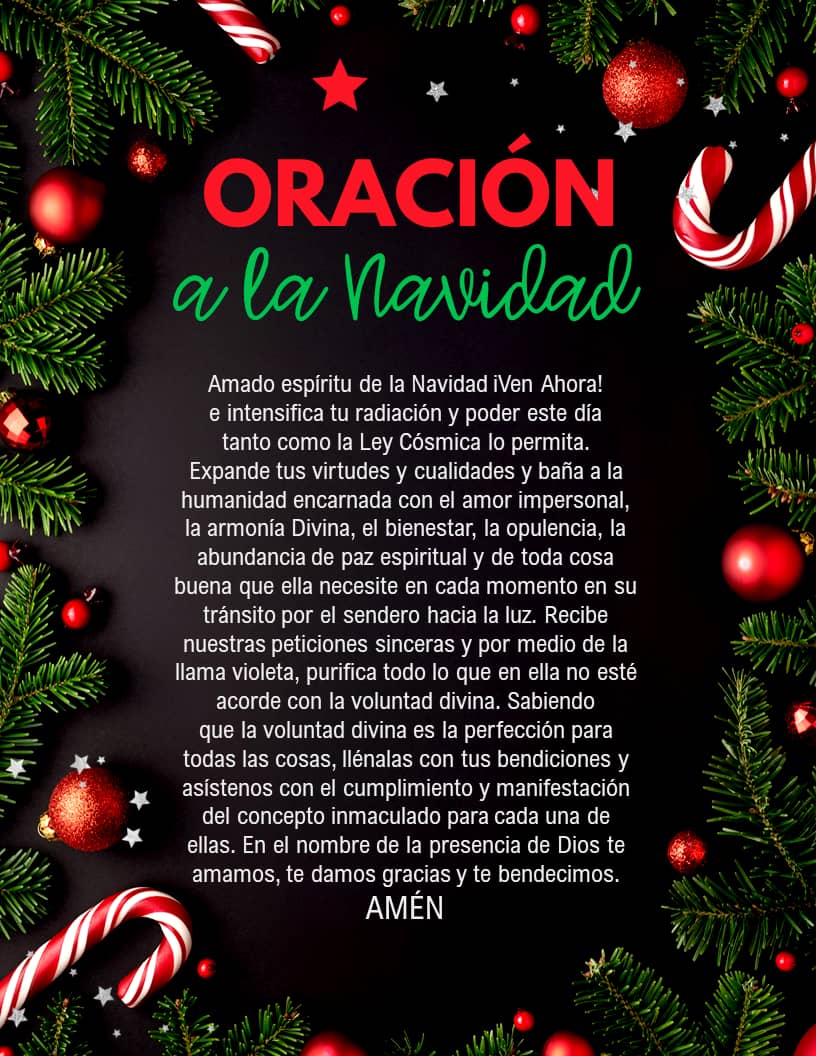 ORACIÓN
a la Navidad
Amado espíritu de la Navidad ¡Ven Ahora!
e intensifica tu radiación y poder este día
tanto como la Ley Cósmica lo permita.
Expande tus virtudes y cualidades y baña a la
humanidad encarnada con el amor impersonal,
la armonía Divina, el bienestar, la opulencia, la
abundancia de paz espiritual y de toda cosa
buena que ella necesite en cada momento en su
tránsito por el sendero hacia la luz. Recibe
nuestras peticiones sinceras y por medio de la
llama violeta, purifica todo lo que en ella no esté
acorde con la voluntad divina. Sabiendo
que la voluntad divina es la perfección para
todas las cosas, llénalas con tus bendiciones y
asístenos con el cumplimiento y manifestación
del concepto inmaculado para cada una de
ellas. En el nombre de la presencia de Dios te
amamos, te damos gracias y te bendecimos.
AMÉN